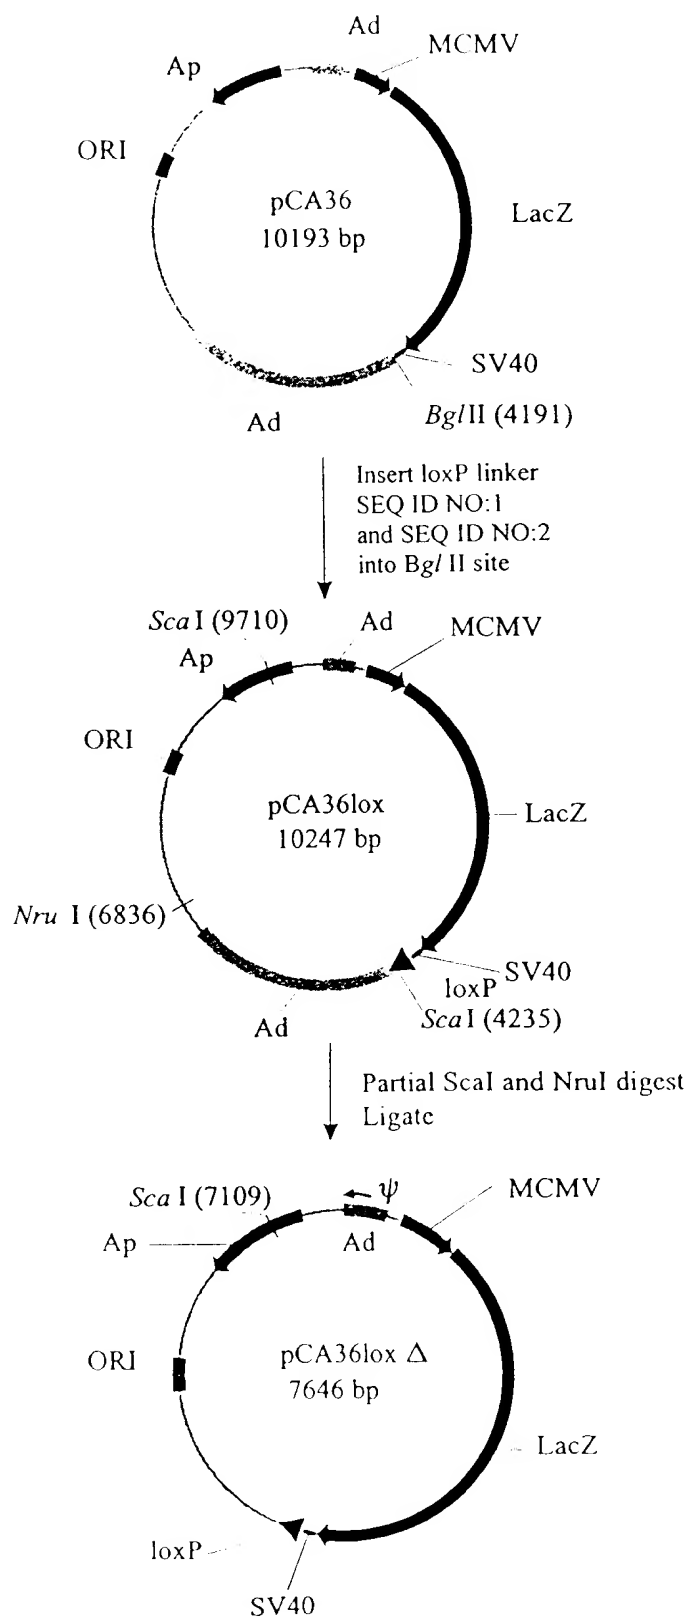 Ad
MCMV
Ap
ORI
pCA36
10193 bp
LacZ
SV40
BglII (4191)
Ad
Insert loxP linker
SEQ ID NO:1
and SEQ ID NO:2
into Bgl II site
ScaI (9710)
Ad
MCMV
Ap
ORI
pCA36lox
10247 bp
LacZ
Nru I (6836)
SV40
loxP
ScaI (4235)
Ad
Partial ScaI and NruI digest
Ligate
ψ
Sca I (7109)
MCMV
Ap
Ad
ORI
pCA36lox Δ
7646 bp
LacZ
loxP
SV40